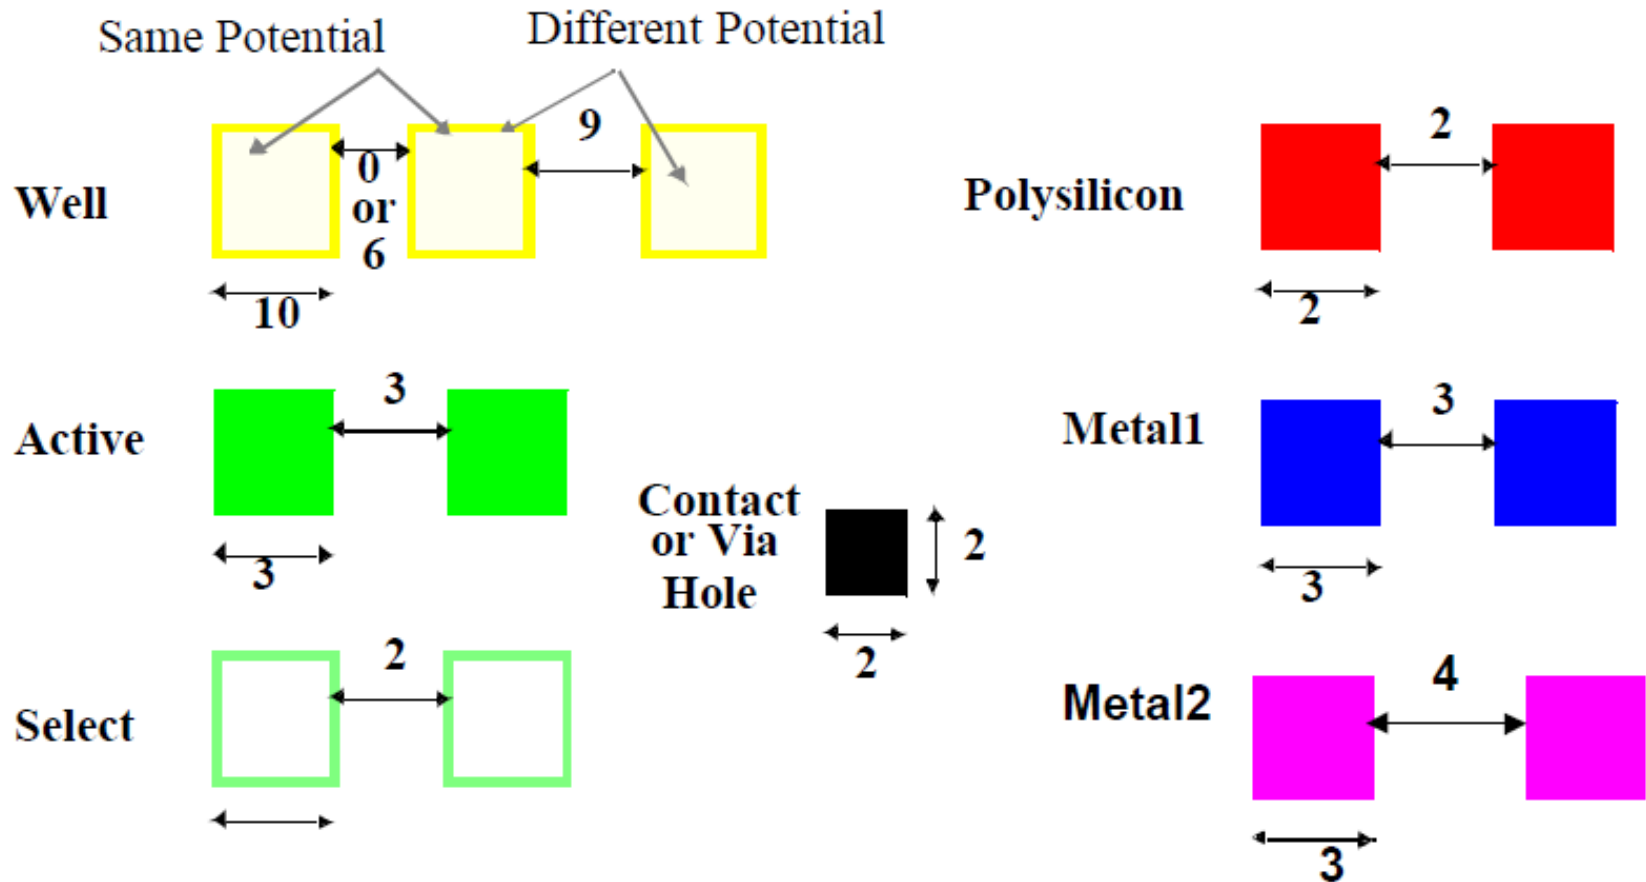 Same Potential
Different Potential
Well
0
or
6
9
10
Polysilicon
2
2
Active
3
3
Metal1
3
3
Contact
or Via
Hole
2
2
Select
2
Metal2
4
3